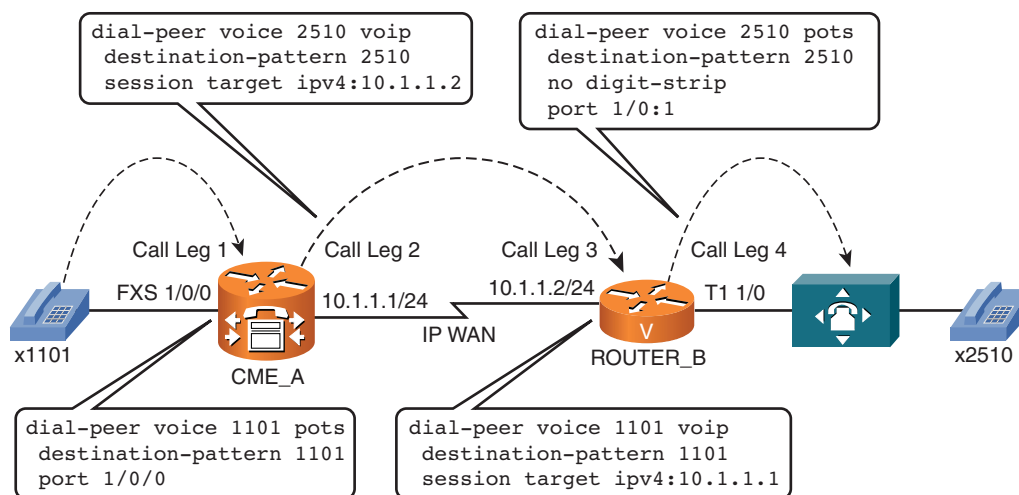 dial-peer voice 2510 voip
destination-pattern 2510
session target ipv4:10.1.1.2
dial-peer voice 2510 pots
destination-pattern 2510
no digit-strip
port 1/0:1
Call Leg 1
Call Leg 2
Call Leg 3
Call Leg 4
FXS 1/0/0
10.1.1.1/24
IP WAN
10.1.1.2/24
T1 1/0
V
x1101
CME_A
ROUTER_B
x2510
dial-peer voice 1101 pots
destination-pattern 1101
port 1/0/0
dial-peer voice 1101 voip
destination-pattern 1101
session target ipv4:10.1.1.1